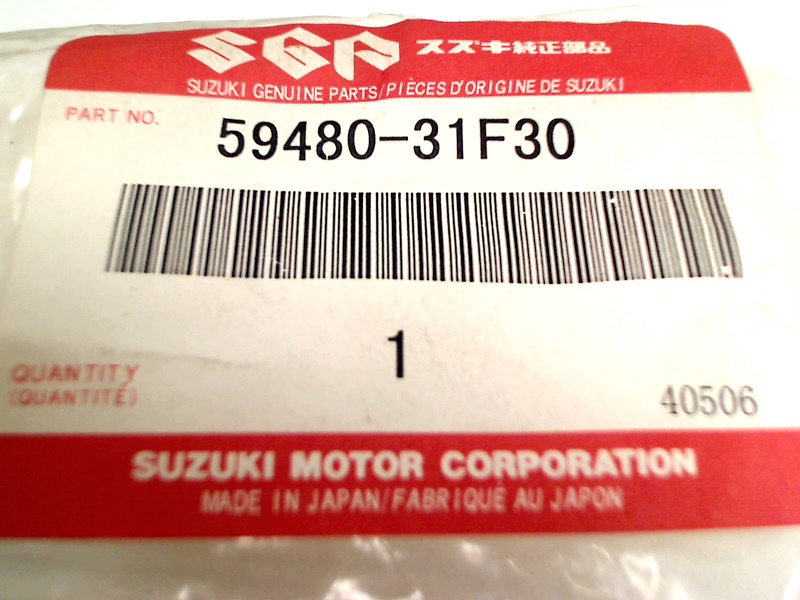 SGP スズキ純正部品
SUZUKI GENUINE PARTS/PIÈCES D'ORIGINE DE SUZUKI
PART NO.
59480-31F30
1
QUANTITY
(QUANTITÉ)
40506
SUZUKI MOTOR CORPORATION
MADE IN JAPAN/FABRIQUÉ AU JAPON